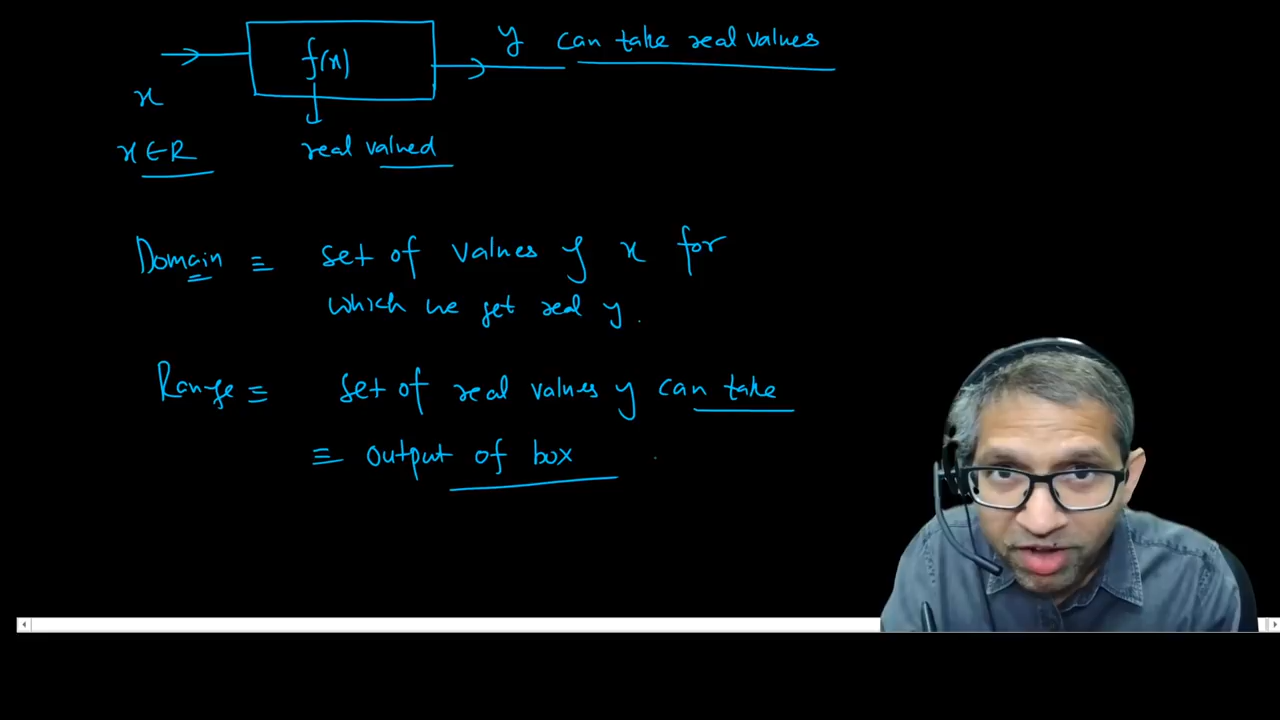 f(x)
y can take real values
x
x ∈ R
real valued
Domain ≡ set of values of x for
which we get real y.
Range ≡ set of real values y can take
≡ output of box